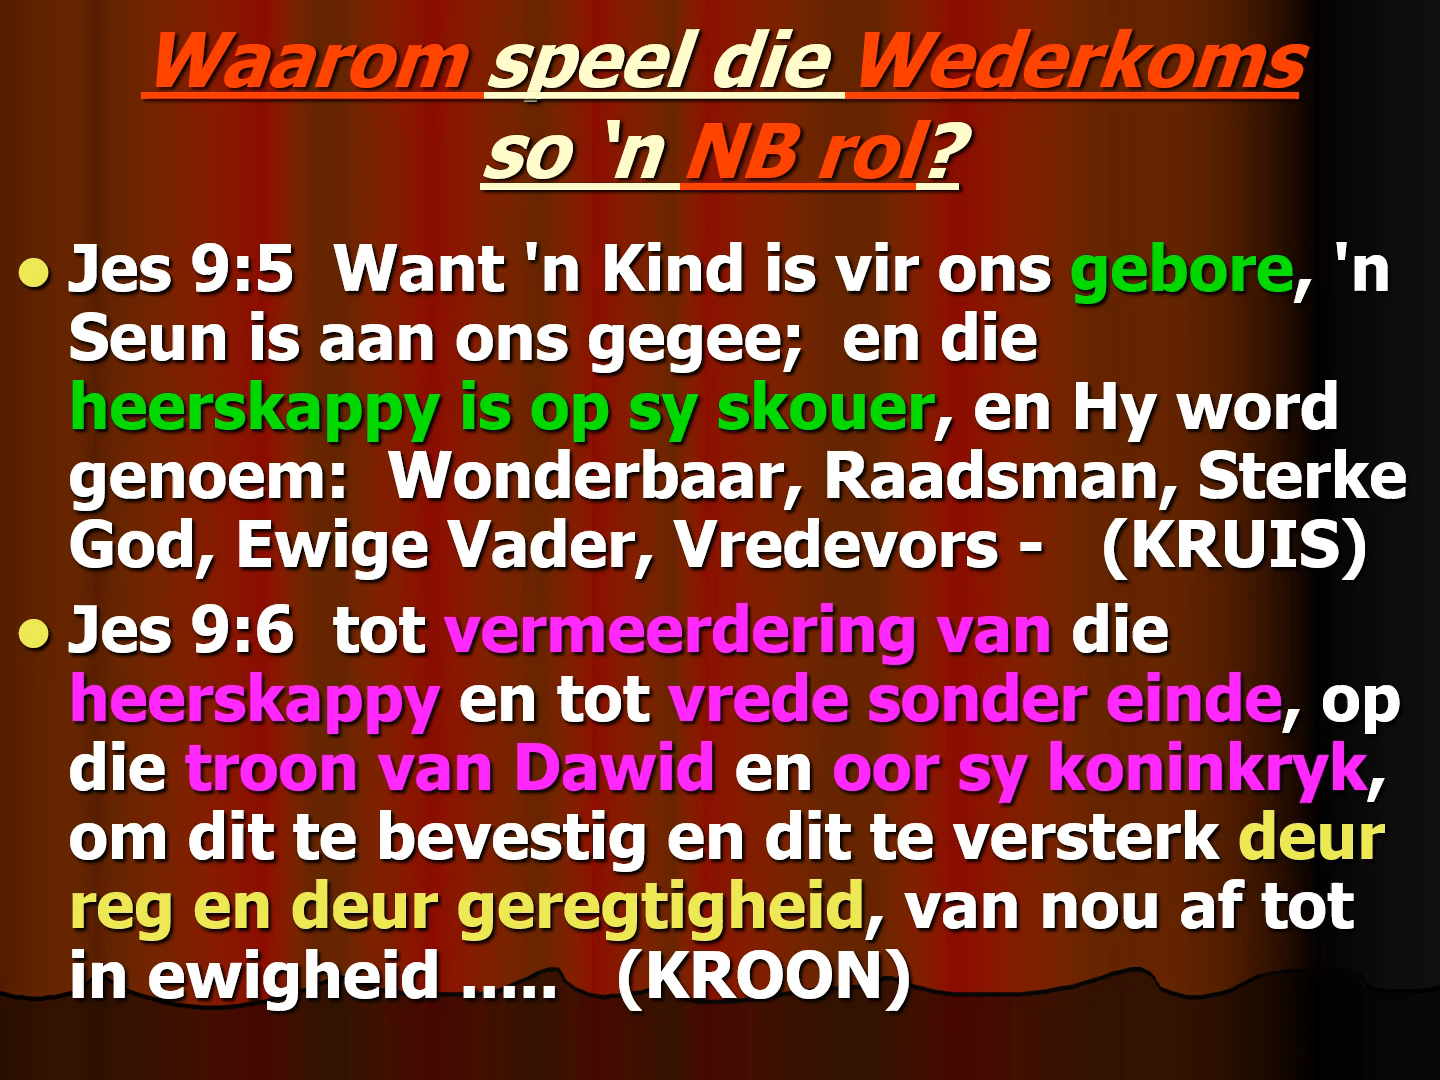 Waarom speel die Wederkoms
so ‘n NB rol?
Jes 9:5  Want 'n Kind is vir ons gebore, 'n
Seun is aan ons gegee;  en die
heerskappy is op sy skouer, en Hy word
genoem:  Wonderbaar, Raadsman, Sterke
God, Ewige Vader, Vredevors -   (KRUIS)
Jes 9:6  tot vermeerdering van die
heerskappy en tot vrede sonder einde, op
die troon van Dawid en oor sy koninkryk,
om dit te bevestig en dit te versterk deur
reg en deur geregtigheid, van nou af tot
in ewigheid .....   (KROON)